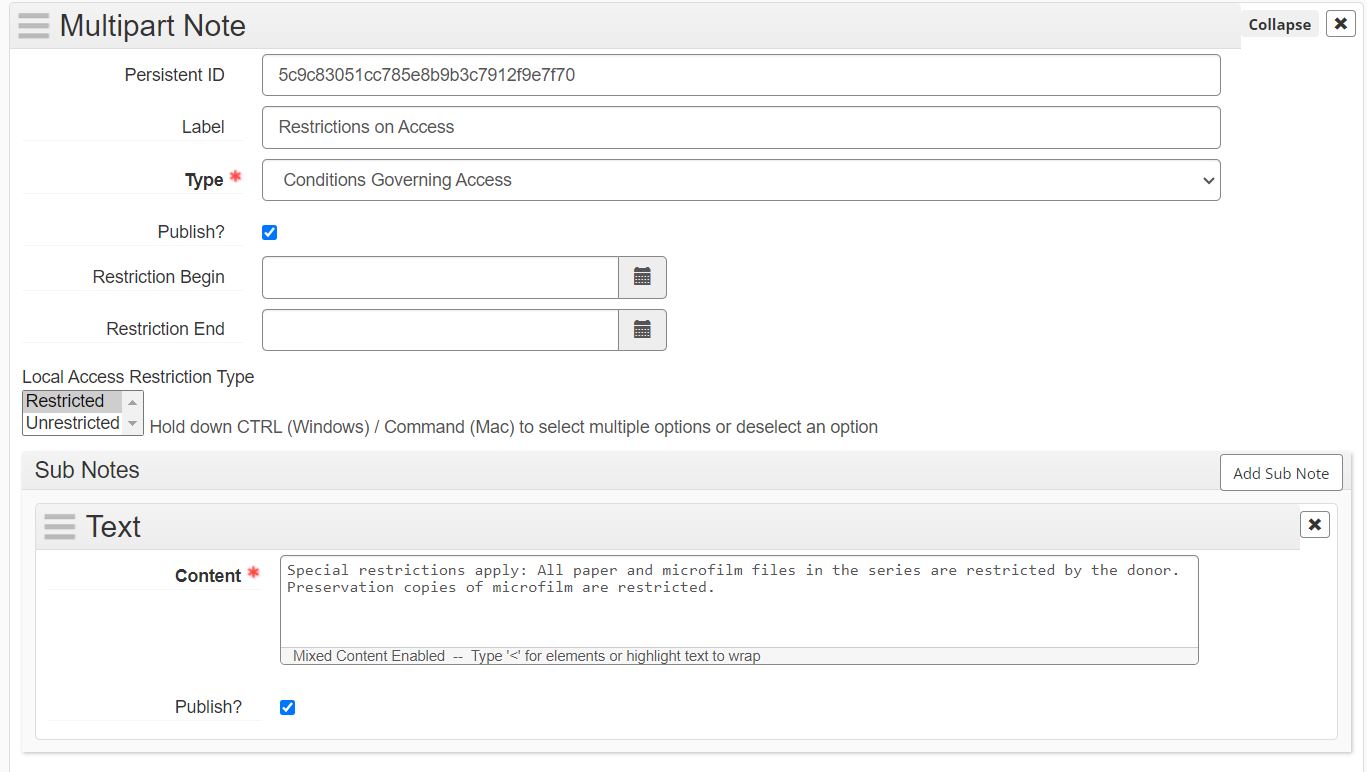 Multipart Note
Collapse
Persistent ID
5c9c83051cc785e8b9b3c7912f9e7f70
Label
Restrictions on Access
Type *
Conditions Governing Access
Publish?
Restriction Begin
Restriction End
Local Access Restriction Type
Restricted
Unrestricted
Hold down CTRL (Windows) / Command (Mac) to select multiple options or deselect an option
Sub Notes
Add Sub Note
Text
Content *
Special restrictions apply: All paper and microfilm files in the series are restricted by the donor.
Preservation copies of microfilm are restricted.
Mixed Content Enabled -- Type '<' for elements or highlight text to wrap
Publish?